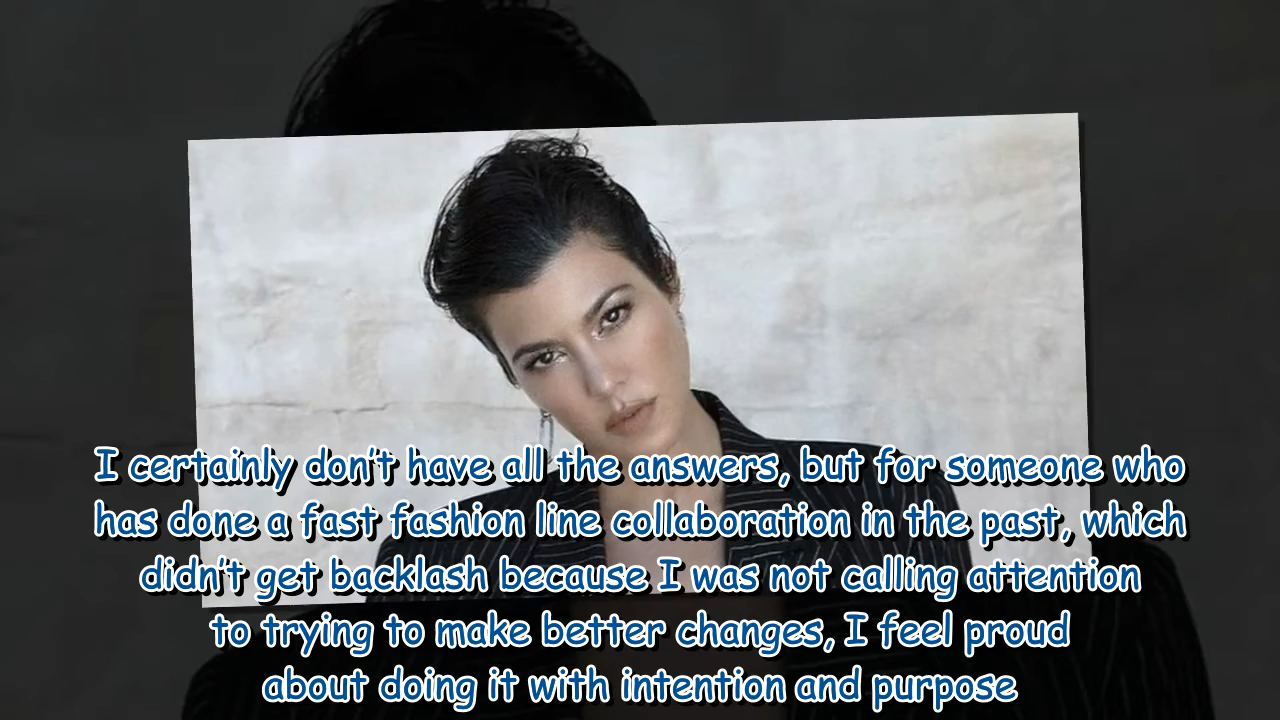 I certainly don't have all the answers, but for someone who
has done a fast fashion line collaboration in the past, which
didn't get backlash because I was not calling attention
to trying to make better changes, I feel proud
about doing it with intention and purpose